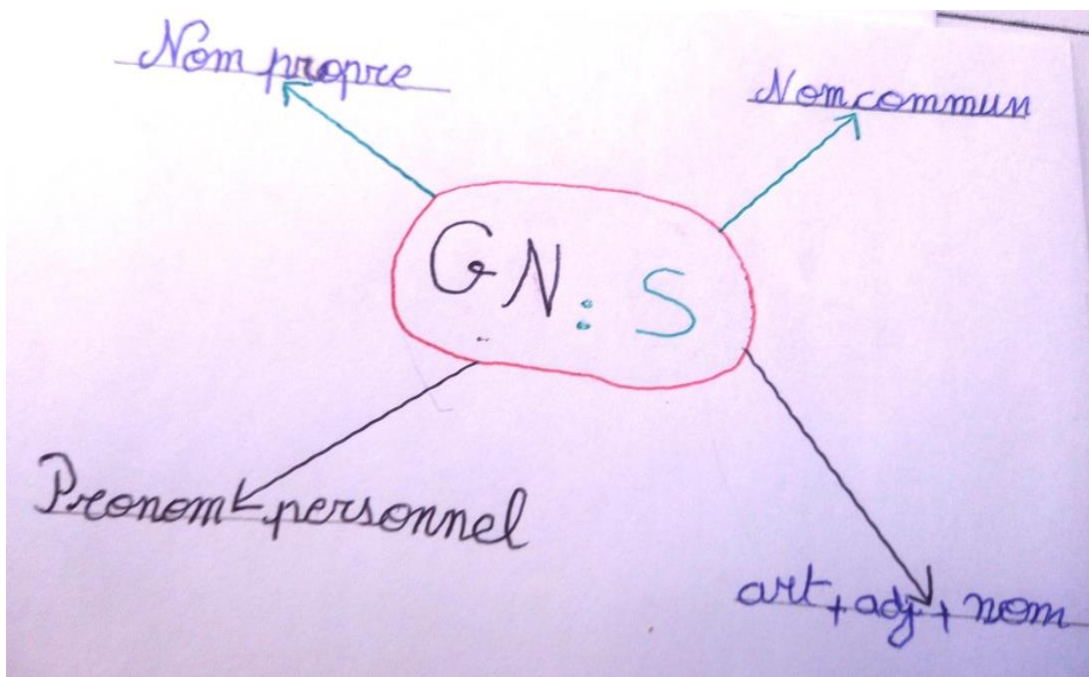 Nom propre
Nom commun
GN : S
Pronom personnel
art + adj + nom